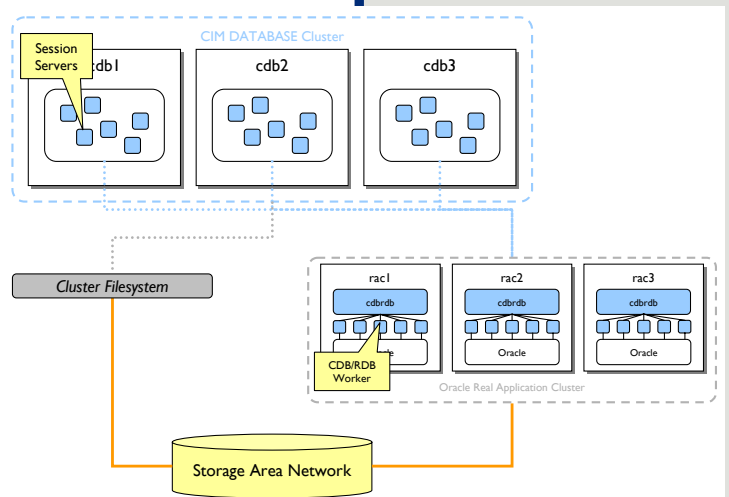 CIM DATABASE Cluster
Session
Servers
cdb1
cdb2
cdb3
Cluster Filesystem
rac1
rac2
rac3
cdbrdb
cdbrdb
cdbrdb
CDB/RDB
Worker
Oracle
Oracle
Oracle Real Application Cluster
Storage Area Network